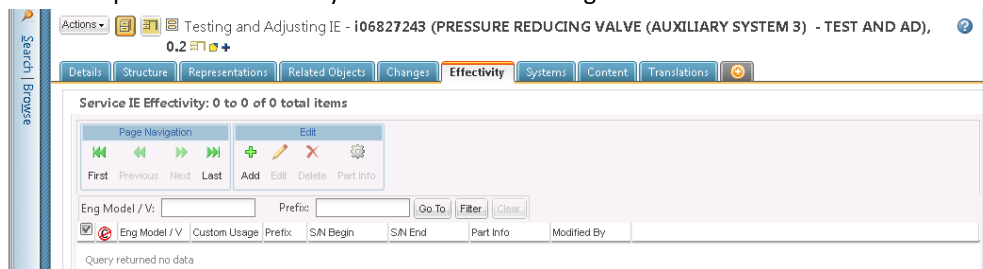 Actions Testing and Adjusting IE - i06827243 (PRESSURE REDUCING VALVE (AUXILIARY SYSTEM 3) - TEST AND AD),
0.2
Search | Browse
Details Structure Representations Related Objects Changes Effectivity Systems Content Translations
Service IE Effectivity: 0 to 0 of 0 total items
Page Navigation Edit
First Previous Next Last Add Edit Delete Part Info
Eng Model / V: Prefix: Go To Filter Clear
Eng Model / V Custom Usage Prefix S/N Begin S/N End Part Info Modified By
Query returned no data